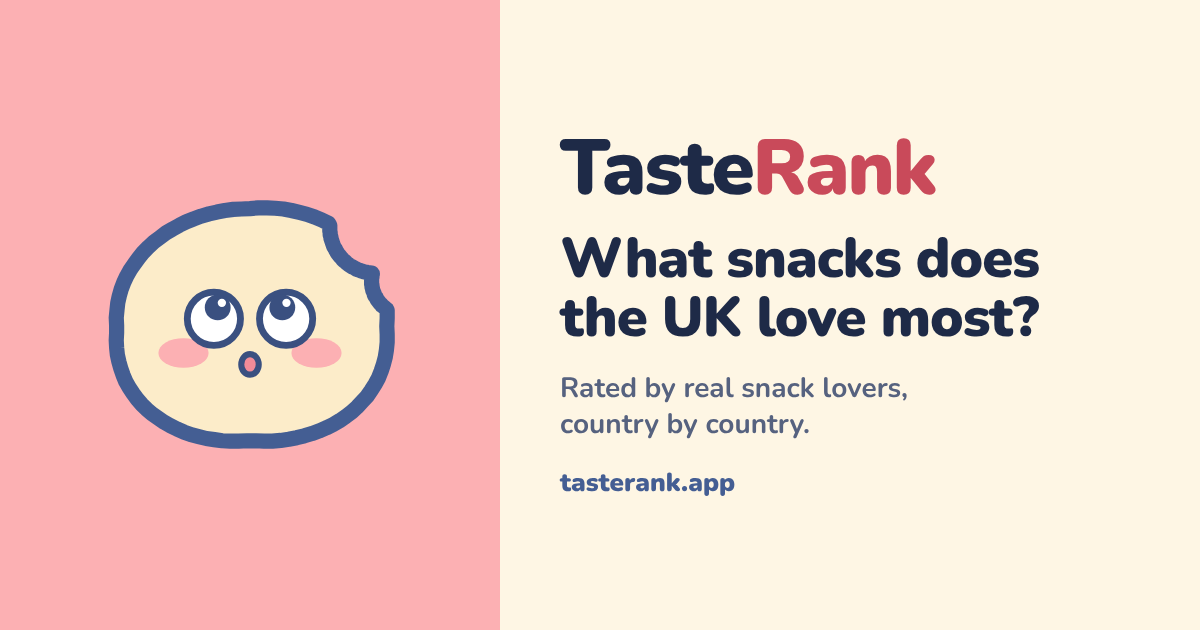 TasteRank
What snacks does
the UK love most?
Rated by real snack lovers,
country by country.
tasterank.app